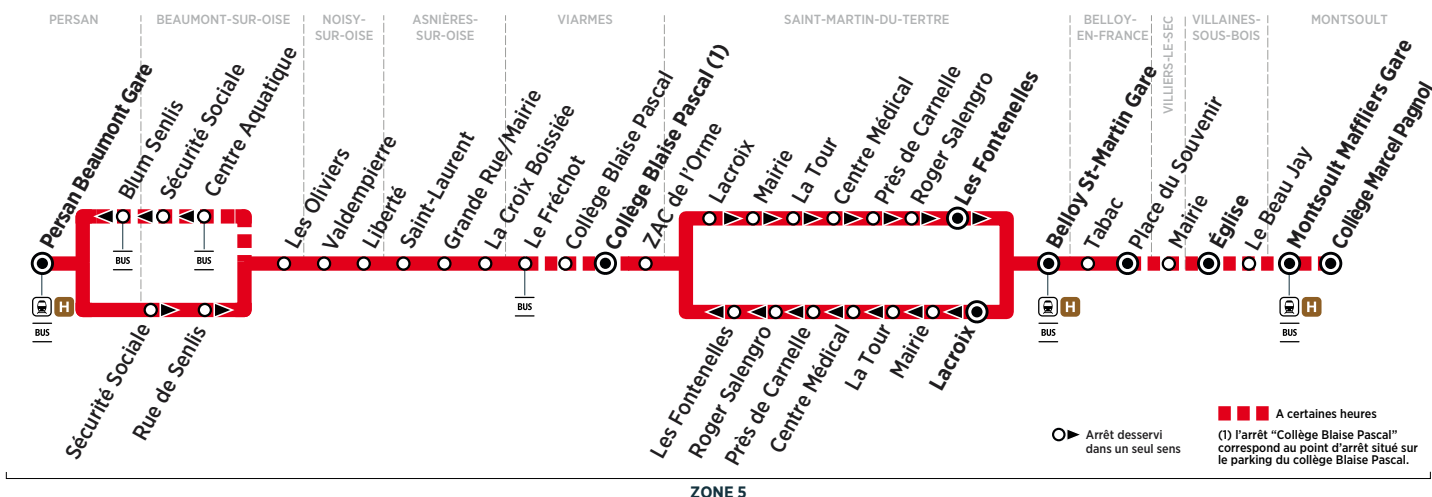 PERSAN
BEAUMONT-SUR-OISE
NOISY-
SUR-OISE
ASNIÈRES-
SUR-OISE
VIARMES
SAINT-MARTIN-DU-TERTRE
BELLOY-
EN-FRANCE
VILLIERS-LE-SEC
VILLAINES-
SOUS-BOIS
MONTSOULT
Persan Beaumont Gare
Blum Senlis
Sécurité Sociale
Centre Aquatique
Les Oliviers
Valdempierre
Liberté
Saint-Laurent
Grande Rue/Mairie
La Croix Boissiée
Le Fréchot
Collège Blaise Pascal
Collège Blaise Pascal (1)
ZAC de l'Orme
Lacroix
Mairie
La Tour
Centre Médical
Près de Carnelle
Roger Salengro
Les Fontenelles
Belloy St-Martin Gare
Tabac
Place du Souvenir
Mairie
Église
Le Beau Jay
Montsoult Maffliers Gare
Collège Marcel Pagnol
BUS
BUS
H
BUS
BUS
H
BUS
H
BUS
Sécurité Sociale
Rue de Senlis
Les Fontenelles
Roger Salengro
Près de Carnelle
Centre Médical
La Tour
Mairie
Lacroix
Arrêt desservi
dans un seul sens
A certaines heures
(1) l'arrêt "Collège Blaise Pascal"
correspond au point d'arrêt situé sur
le parking du collège Blaise Pascal.
ZONE 5